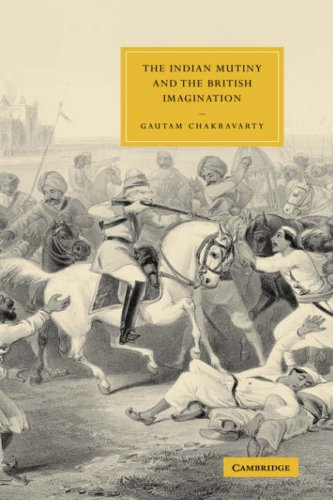 THE INDIAN MUTINY
AND THE BRITISH
IMAGINATION
GAUTAM CHAKRAVARTY
CAMBRIDGE